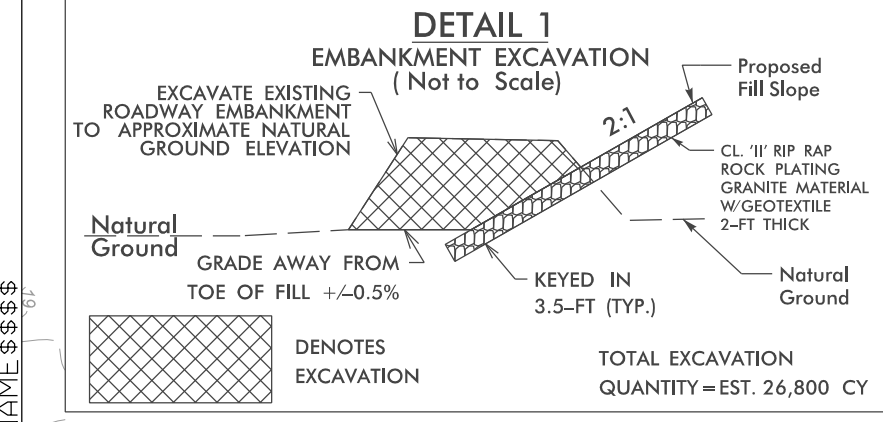 DETAIL 1
EMBANKMENT EXCAVATION
( Not to Scale)
EXCAVATE EXISTING
ROADWAY EMBANKMENT
TO APPROXIMATE NATURAL
GROUND ELEVATION
Proposed
Fill Slope
2:1
CL. 'II' RIP RAP
ROCK PLATING
GRANITE MATERIAL
W/GEOTEXTILE
2-FT THICK
Natural
Ground
GRADE AWAY FROM
TOE OF FILL +/-0.5%
KEYED IN
3.5-FT (TYP.)
Natural
Ground
DENOTES
EXCAVATION
TOTAL EXCAVATION
QUANTITY = EST. 26,800 CY
19
AME$$$$